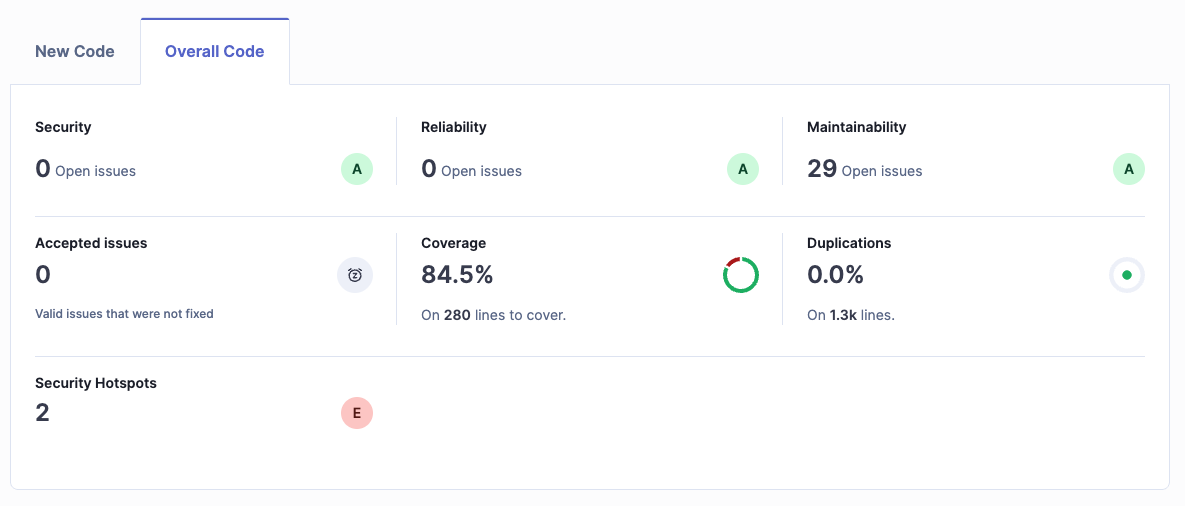 New Code
Overall Code
Security
0 Open issues
A
Reliability
0 Open issues
A
Maintainability
29 Open issues
A
Accepted issues
0
Valid issues that were not fixed
Coverage
84.5%
On 280 lines to cover.
Duplications
0.0%
On 1.3k lines.
Security Hotspots
2
E